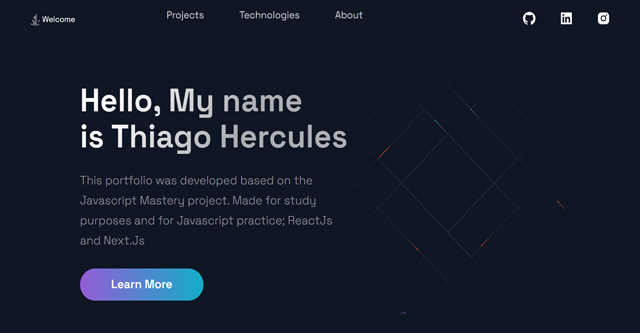 Welcome
Projects
Technologies
About
Hello, My name
is Thiago Hercules
This portfolio was developed based on the
Javascript Mastery project. Made for study
purposes and for Javascript practice; ReactJs
and Next.Js
Learn More